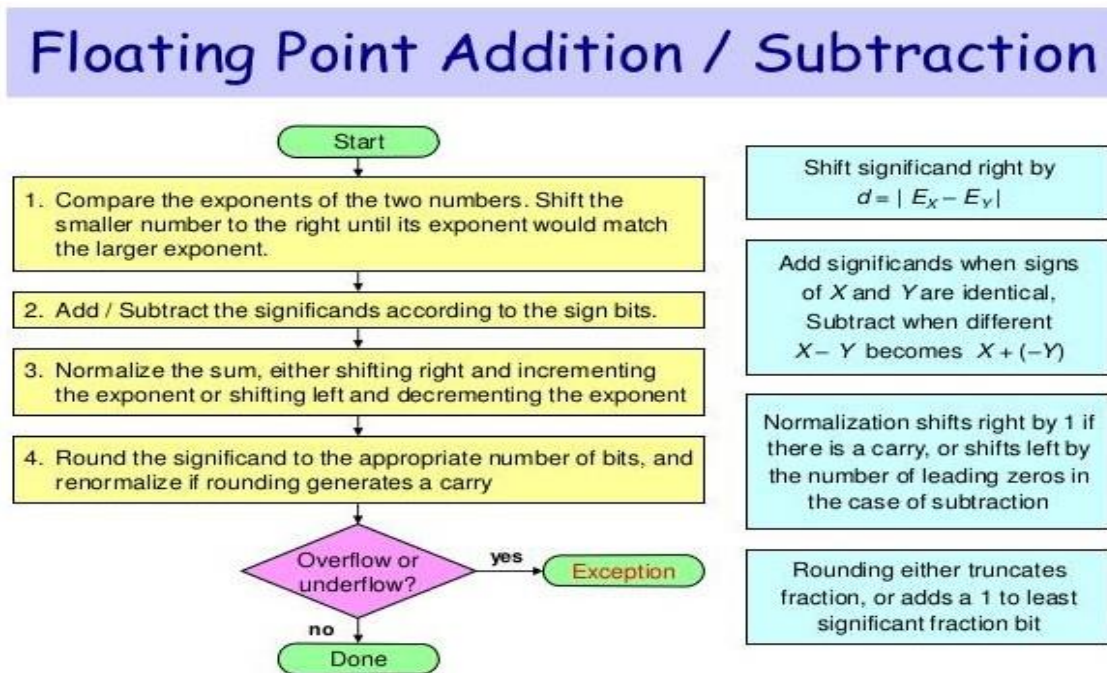 Floating Point Addition / Subtraction
Start
1. Compare the exponents of the two numbers. Shift the
smaller number to the right until its exponent would match
the larger exponent.
2. Add / Subtract the significands according to the sign bits.
3. Normalize the sum, either shifting right and incrementing
the exponent or shifting left and decrementing the exponent
4. Round the significand to the appropriate number of bits, and
renormalize if rounding generates a carry
Overflow or
underflow?
yes
Exception
no
Done
Shift significand right by
d = | E_X − E_Y |
Add significands when signs
of X and Y are identical,
Subtract when different
X − Y becomes X + (−Y)
Normalization shifts right by 1 if
there is a carry, or shifts left by
the number of leading zeros in
the case of subtraction
Rounding either truncates
fraction, or adds a 1 to least
significant fraction bit